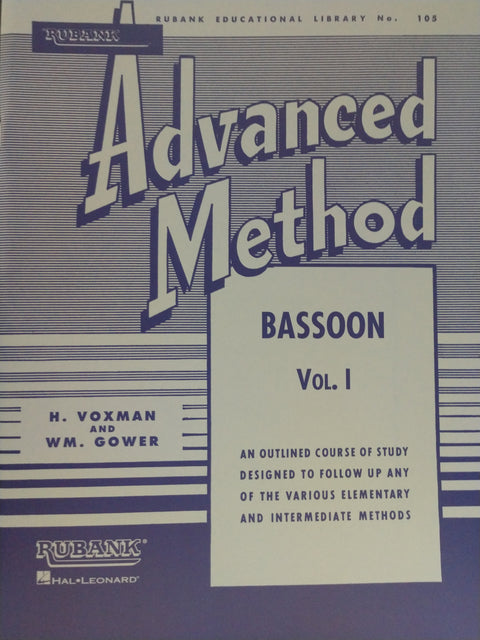 RUBANK EDUCATIONAL LIBRARY No. 105
RUBANK
Advanced
Method
BASSOON
VOL. I
H. VOXMAN
AND
WM. GOWER
AN OUTLINED COURSE OF STUDY
DESIGNED TO FOLLOW UP ANY
OF THE VARIOUS ELEMENTARY
AND INTERMEDIATE METHODS
RUBANK®
HAL•LEONARD®